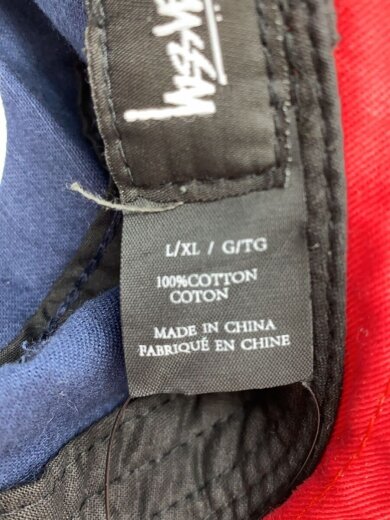 L/XL / G/TG
100%COTTON
COTON
MADE IN CHINA
FABRIQUÉ EN CHINE